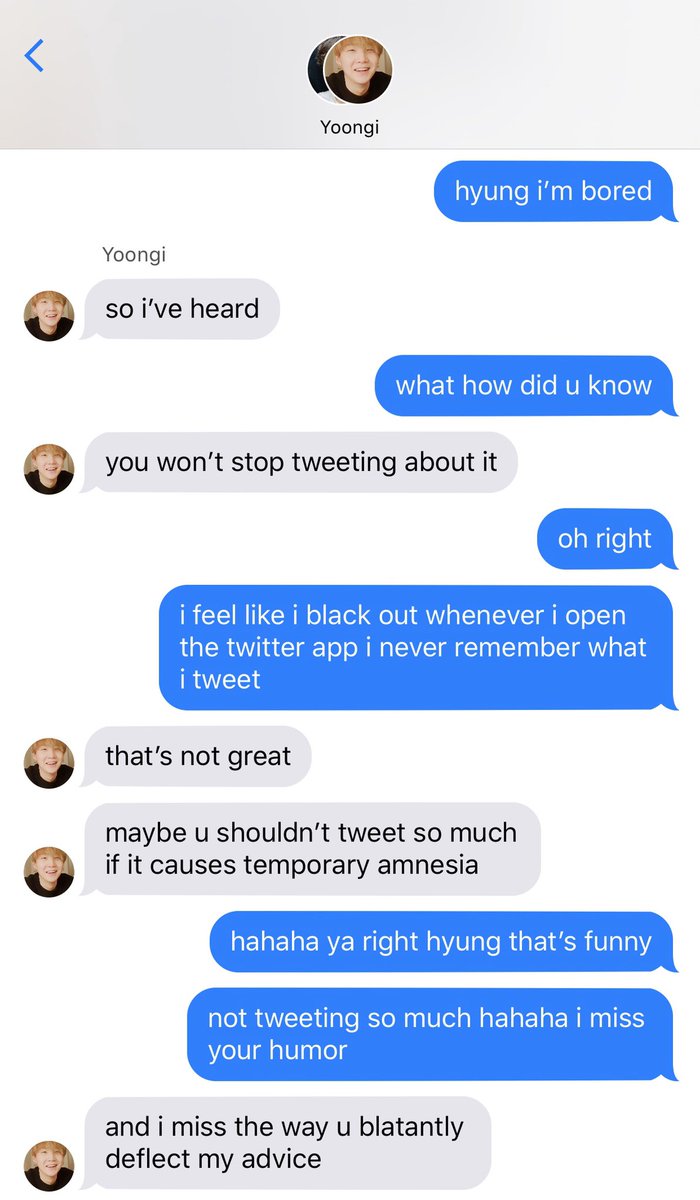 Yoongi
hyung i’m bored
Yoongi
so i’ve heard
what how did u know
you won’t stop tweeting about it
oh right
i feel like i black out whenever i open
the twitter app i never remember what
i tweet
that’s not great
maybe u shouldn’t tweet so much
if it causes temporary amnesia
hahaha ya right hyung that’s funny
not tweeting so much hahaha i miss
your humor
and i miss the way u blatantly
deflect my advice